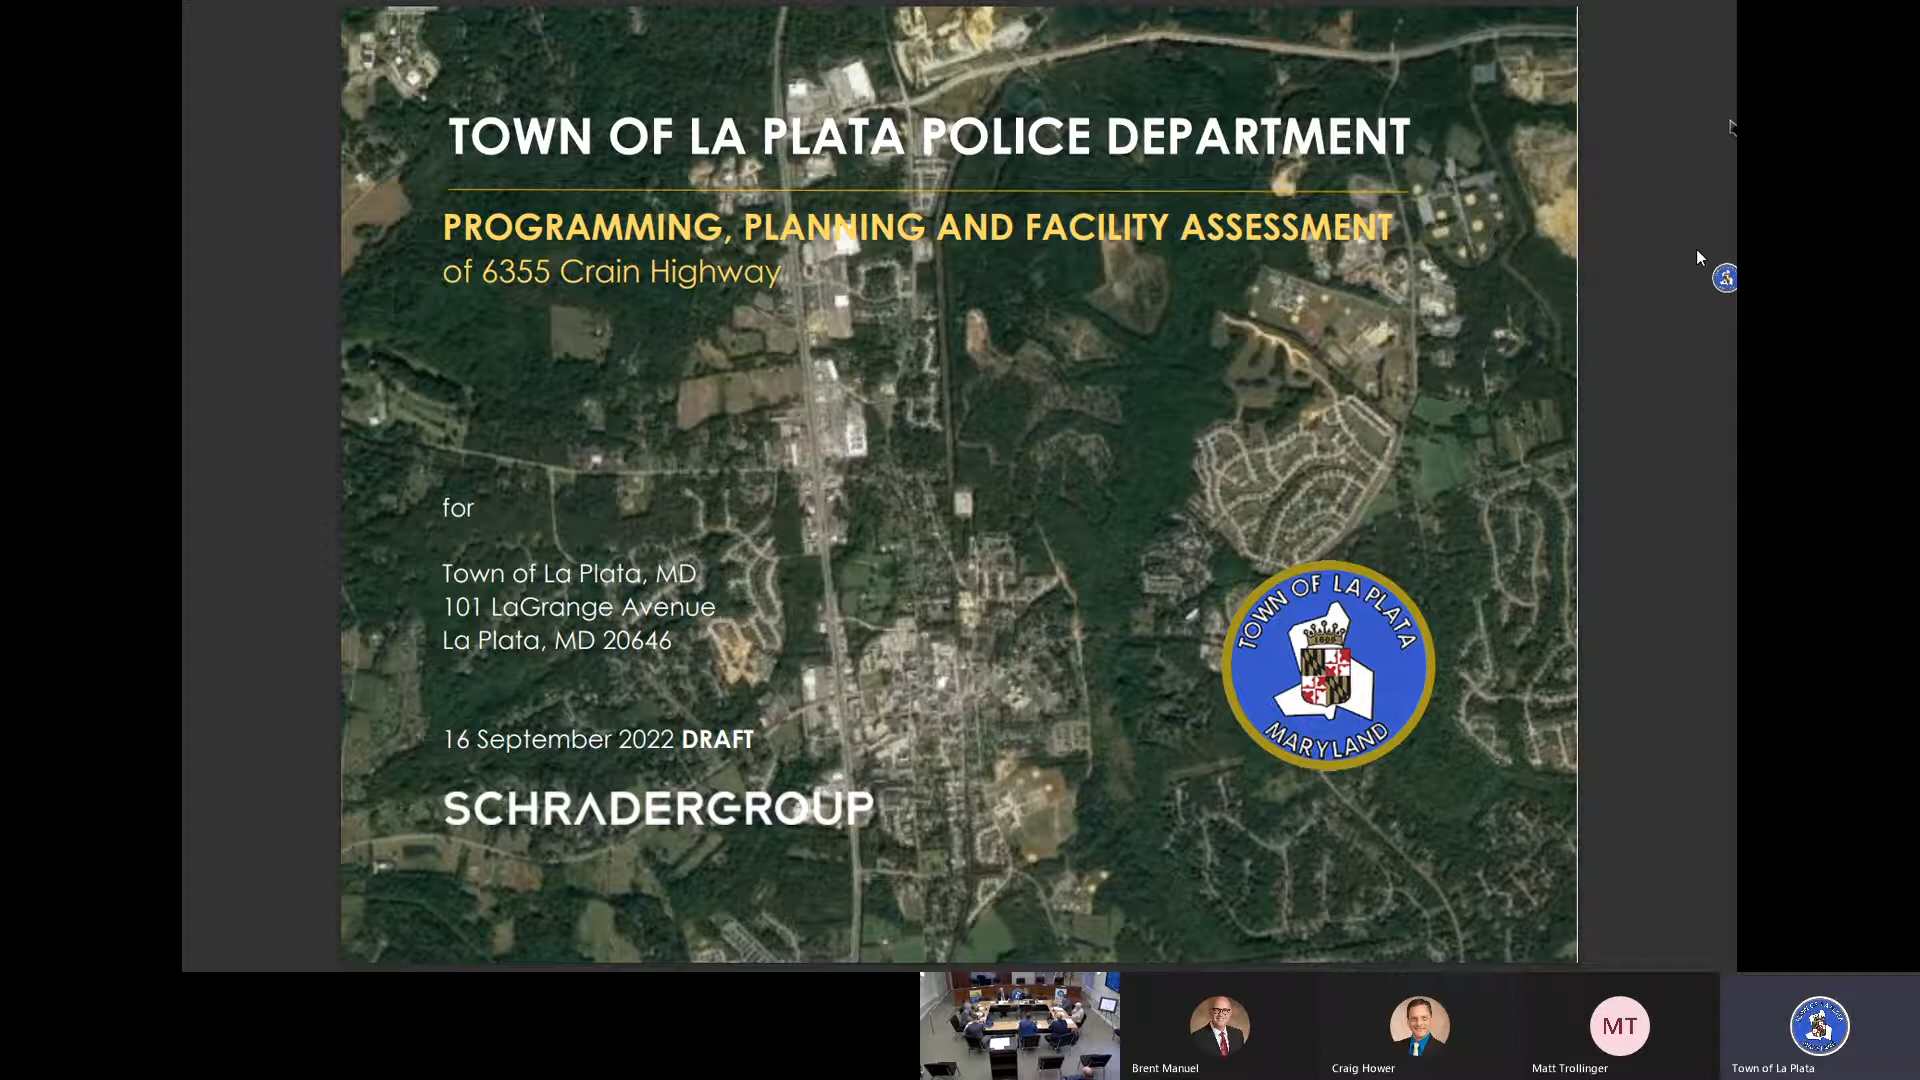 TOWN OF LA PLATA POLICE DEPARTMENT
PROGRAMMING, PLANNING AND FACILITY ASSESSMENT
of 6355 Crain Highway
for
Town of La Plata, MD
101 LaGrange Avenue
La Plata, MD 20646
16 September 2022 DRAFT
SCHRADERGROUP
TOWN OF LA PLATA
MARYLAND
MT
Brent Manuel
Craig Hower
Matt Trollinger
Town of La Plata